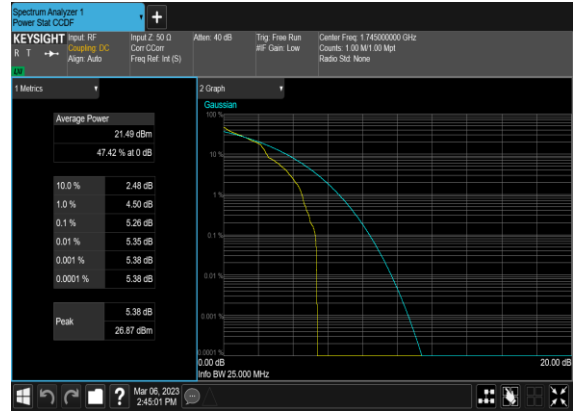 Spectrum Analyzer 1
Power Stat CCDF
KEYSIGHT
R T
LM
Input: RF
Coupling: DC
Align: Auto
Input Z: 50 Ω
Corr CCorr
Freq Ref: Int (S)
Atten: 40 dB
Trig: Free Run
#IF Gain: Low
Center Freq: 1.745000000 GHz
Counts: 1.00 M/1.00 Mpt
Radio Std: None
1 Metrics
Average Power
21.49 dBm
47.42 % at 0 dB
10.0 % 2.48 dB
1.0 % 4.50 dB
0.1 % 5.26 dB
0.01 % 5.35 dB
0.001 % 5.38 dB
0.0001 % 5.38 dB
Peak 5.38 dB
26.87 dBm
2 Graph
Gaussian
100 %
10 %
1 %
0.1 %
0.01 %
0.001 %
0.0001 %
0.00 dB
20.00 dB
Info BW 25.000 MHz
?
Mar 06, 2023
2:45:01 PM